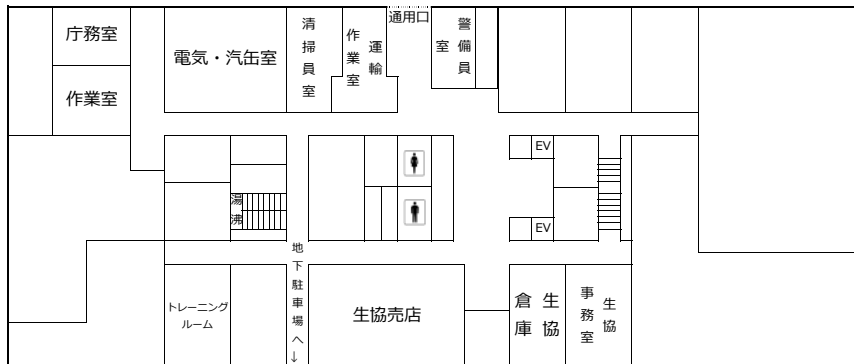 通用口
庁務室
電気・汽缶室
清掃員室
運輸
作業室
警備員
室
作業室
EV
湯沸
EV
地下駐車場へ↓
トレーニング
ルーム
生協売店
生協
倉庫
生協
事務室